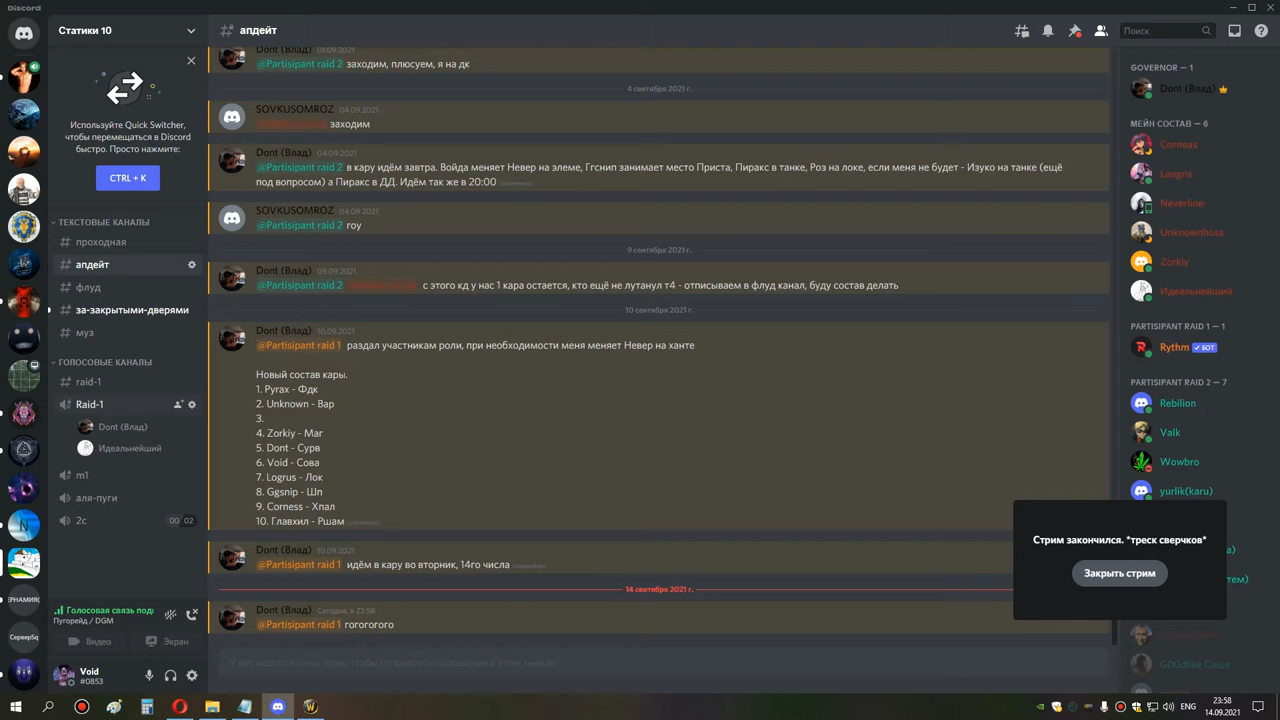 Discord
Статики 10
апдейт
Поиск
Используйте Quick Switcher,
чтобы перемещаться в Discord
быстро. Просто нажмите:
CTRL + K
ТЕКСТОВЫЕ КАНАЛЫ
проходная
апдейт
флуд
за-закрытыми-дверями
муз
ГОЛОСОВЫЕ КАНАЛЫ
raid-1
Raid-1
Dont (Влад)
Идеальнейший
m1
аля-пуги
2с
00 02
Голосовая связь под
Пугорейд / DGM
Видео
Экран
Void
#0853
Dont (Влад) 01.09.2021
@Partisipant raid 2 заходим, плюсуем, я на дк
4 сентября 2021 г.
SOVKUSOMROZ 04.09.2021
заходим
Dont (Влад) 04.09.2021
@Partisipant raid 2 в кару идём завтра. Войда меняет Невер на элеме, Ггснип занимает место Приста, Пиракс в танке, Роз на локе, если меня не будет - Изуко на танке (ещё
под вопросом) а Пиракс в ДД. Идём так же в 20:00
SOVKUSOMROZ 04.09.2021
@Partisipant raid 2 гоу
9 сентября 2021 г.
Dont (Влад) 09.09.2021
@Partisipant raid 2 с этого кд у нас 1 кара остается, кто ещё не лутанул т4 - отписываем в флуд канал, буду состав делать
10 сентября 2021 г.
Dont (Влад) 10.09.2021
@Partisipant raid 1 раздал участникам роли, при необходимости меня меняет Невер на ханте
Новый состав кары.
1. Pyrax - Фдк
2. Unknown - Вар
3.
4. Zorkiy - Маг
5. Dont - Сурв
6. Void - Сова
7. Logrus - Лок
8. Ggsnip - Шп
9. Corness - Хпал
10. Главхил - Ршам
Dont (Влад) 10.09.2021
@Partisipant raid 1 идём в кару во вторник, 14го числа
14 сентября 2021 г.
Dont (Влад) Сегодня, в 23:58
@Partisipant raid 1 гогогогого
GOVERNOR — 1
Dont (Влад)
МЕЙН СОСТАВ — 6
Corneas
Langris
Neverline
Unknownboss
Zorkiy
Идеальнейший
PARTISIPANT RAID 1 — 1
Rythm БОТ
PARTISIPANT RAID 2 — 7
Rebilion
Valk
Wowbro
yurlik(karu)
Стрим закончился. *треск сверчков*
Закрыть стрим
G00dlike Саша
ENG
23:58
14.09.2021